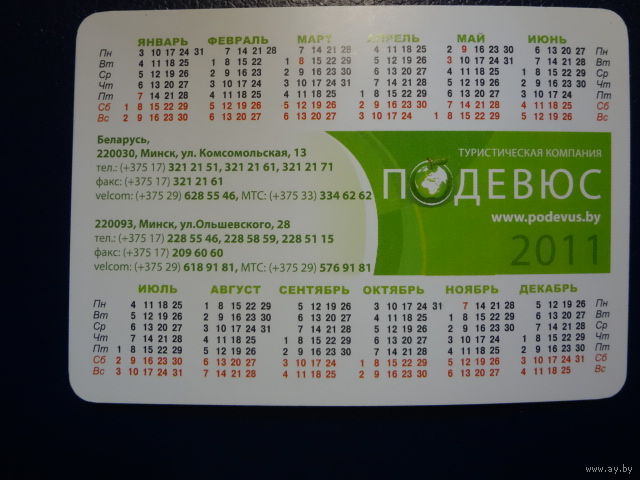 ЯНВАРЬ ФЕВРАЛЬ МАРТ АПРЕЛЬ МАЙ ИЮНЬ
Пн 3 10 17 24 31 7 14 21 28 7 14 21 28 4 11 18 25 2 9 16 23 30 6 13 20 27 Пн
Вт 4 11 18 25 1 8 15 22 1 8 15 22 29 5 12 19 26 3 10 17 24 31 7 14 21 28 Вт
Ср 5 12 19 26 2 9 16 23 2 9 16 23 30 6 13 20 27 4 11 18 25 1 8 15 22 29 Ср
Чт 6 13 20 27 3 10 17 24 3 10 17 24 31 7 14 21 28 5 12 19 26 2 9 16 23 30 Чт
Пт 7 14 21 28 4 11 18 25 4 11 18 25 1 8 15 22 29 6 13 20 27 3 10 17 24 Пт
Сб 1 8 15 22 29 5 12 19 26 5 12 19 26 2 9 16 23 30 7 14 21 28 4 11 18 25 Сб
Вс 2 9 16 23 30 6 13 20 27 6 13 20 27 3 10 17 24 1 8 15 22 29 5 12 19 26 Вс
Беларусь,
220030, Минск, ул. Комсомольская, 13
тел.: (+375 17) 321 21 51, 321 21 61, 321 21 71
факс: (+375 17) 321 21 61
velcom: (+375 29) 628 55 46, МТС: (+375 33) 334 62 62
220093, Минск, ул.Ольшевского, 28
тел.: (+375 17) 228 55 46, 228 58 59, 228 51 15
факс: (+375 17) 209 60 60
velcom: (+375 29) 618 91 81, МТС: (+375 29) 576 91 81
ТУРИСТИЧЕСКАЯ КОМПАНИЯ
ПОДЕВЮС
www.podevus.by
2011
ИЮЛЬ АВГУСТ СЕНТЯБРЬ ОКТЯБРЬ НОЯБРЬ ДЕКАБРЬ
Пн 4 11 18 25 1 8 15 22 29 5 12 19 26 3 10 17 24 31 7 14 21 28 5 12 19 26 Пн
Вт 5 12 19 26 2 9 16 23 30 6 13 20 27 4 11 18 25 1 8 15 22 29 6 13 20 27 Вт
Ср 6 13 20 27 3 10 17 24 31 7 14 21 28 5 12 19 26 2 9 16 23 30 7 14 21 28 Ср
Чт 7 14 21 28 4 11 18 25 1 8 15 22 29 6 13 20 27 3 10 17 24 1 8 15 22 29 Чт
Пт 1 8 15 22 29 5 12 19 26 2 9 16 23 30 7 14 21 28 4 11 18 25 2 9 16 23 30 Пт
Сб 2 9 16 23 30 6 13 20 27 3 10 17 24 1 8 15 22 29 5 12 19 26 3 10 17 24 31 Сб
Вс 3 10 17 24 31 7 14 21 28 4 11 18 25 2 9 16 23 30 6 13 20 27 4 11 18 25 Вс
www.ay.by